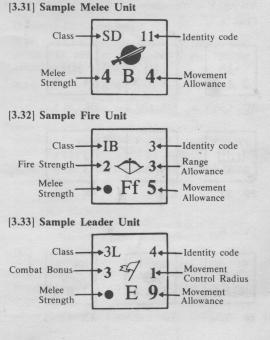 [3.31] Sample Melee Unit
Class SD 11 Identity code
Melee Strength 4 B 4 Movement Allowance
[3.32] Sample Fire Unit
Class IB 3 Identity code
Fire Strength 2 3 Range Allowance
Melee Strength ● Ff 5 Movement Allowance
[3.33] Sample Leader Unit
Class 3L 4 Identity code
Combat Bonus 3 1 Movement Control Radius
Melee Strength ● E 9 Movement Allowance